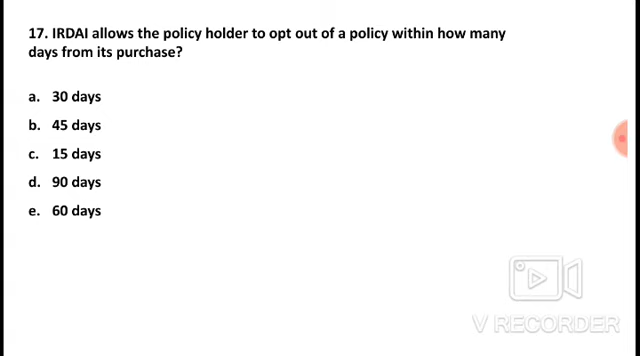 17. IRDAI allows the policy holder to opt out of a policy within how many
days from its purchase?
a. 30 days
b. 45 days
c. 15 days
d. 90 days
e. 60 days
V RECORDER